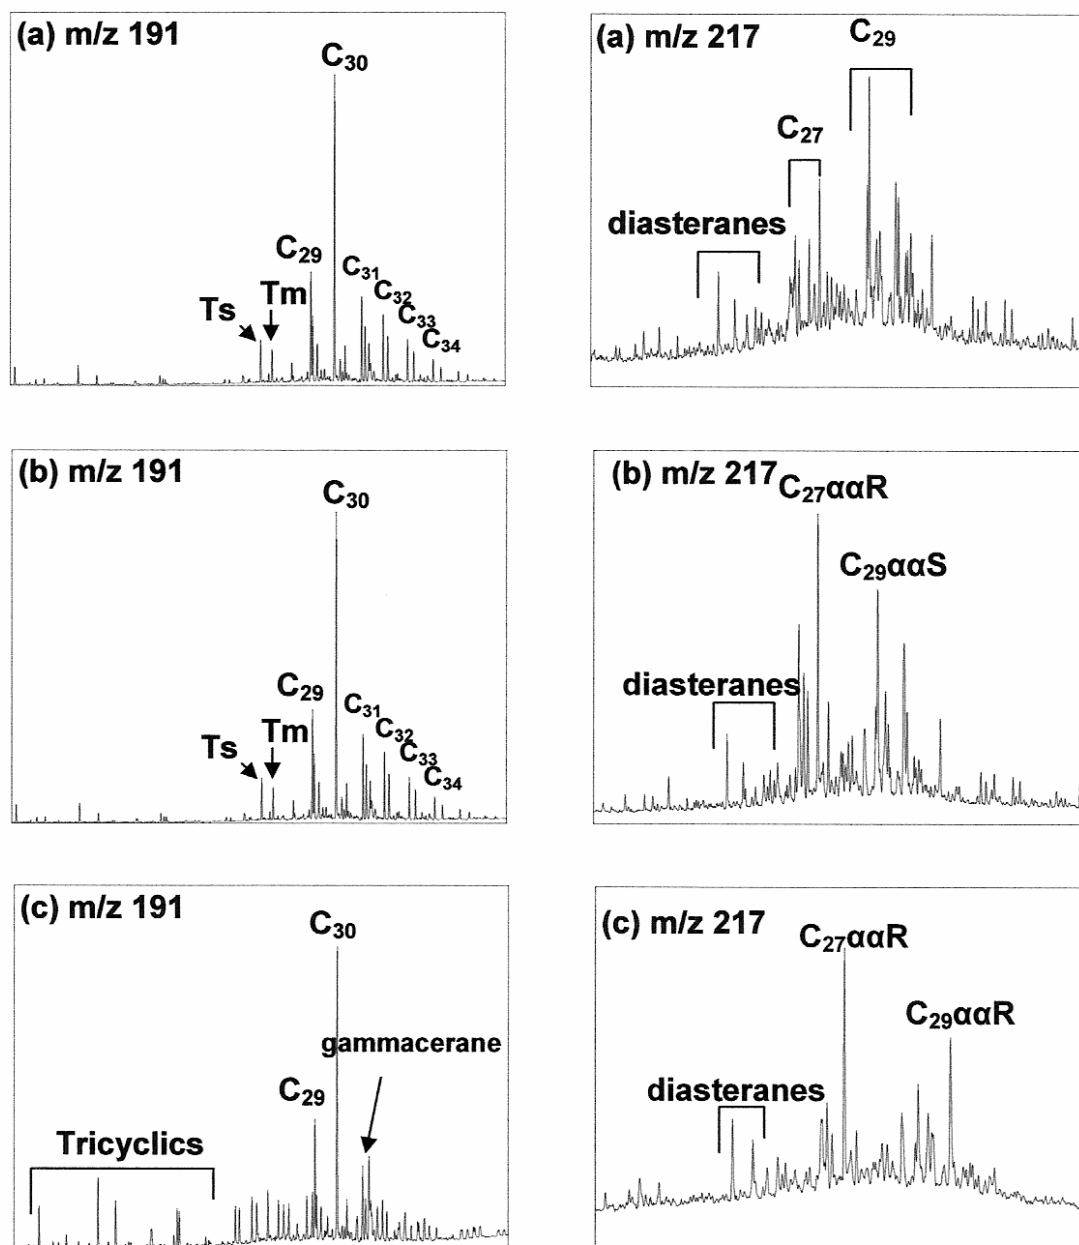 (a) m/z 191
C₃₀
C₂₉
Ts
Tm
C₃₁
C₃₂
C₃₃
C₃₄
(a) m/z 217
C₂₉
C₂₇
diasteranes
(b) m/z 191
C₃₀
C₂₉
Ts
Tm
C₃₁
C₃₂
C₃₃
C₃₄
(b) m/z 217
C₂₇ααR
C₂₉ααS
diasteranes
(c) m/z 191
C₃₀
gammacerane
C₂₉
Tricyclics
(c) m/z 217
C₂₇ααR
C₂₉ααR
diasteranes